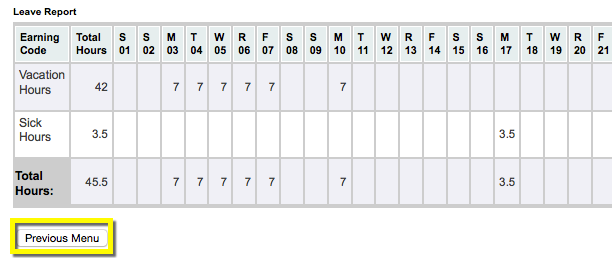 Leave Report
Earning Code Total Hours S 01 S 02 M 03 T 04 W 05 R 06 F 07 S 08 S 09 M 10 T 11 W 12 R 13 F 14 S 15 S 16 M 17 T 18 W 19 R 20 F 21
Vacation Hours 42 7 7 7 7 7 7
Sick Hours 3.5 3.5
Total Hours: 45.5 7 7 7 7 7 7 3.5
Previous Menu